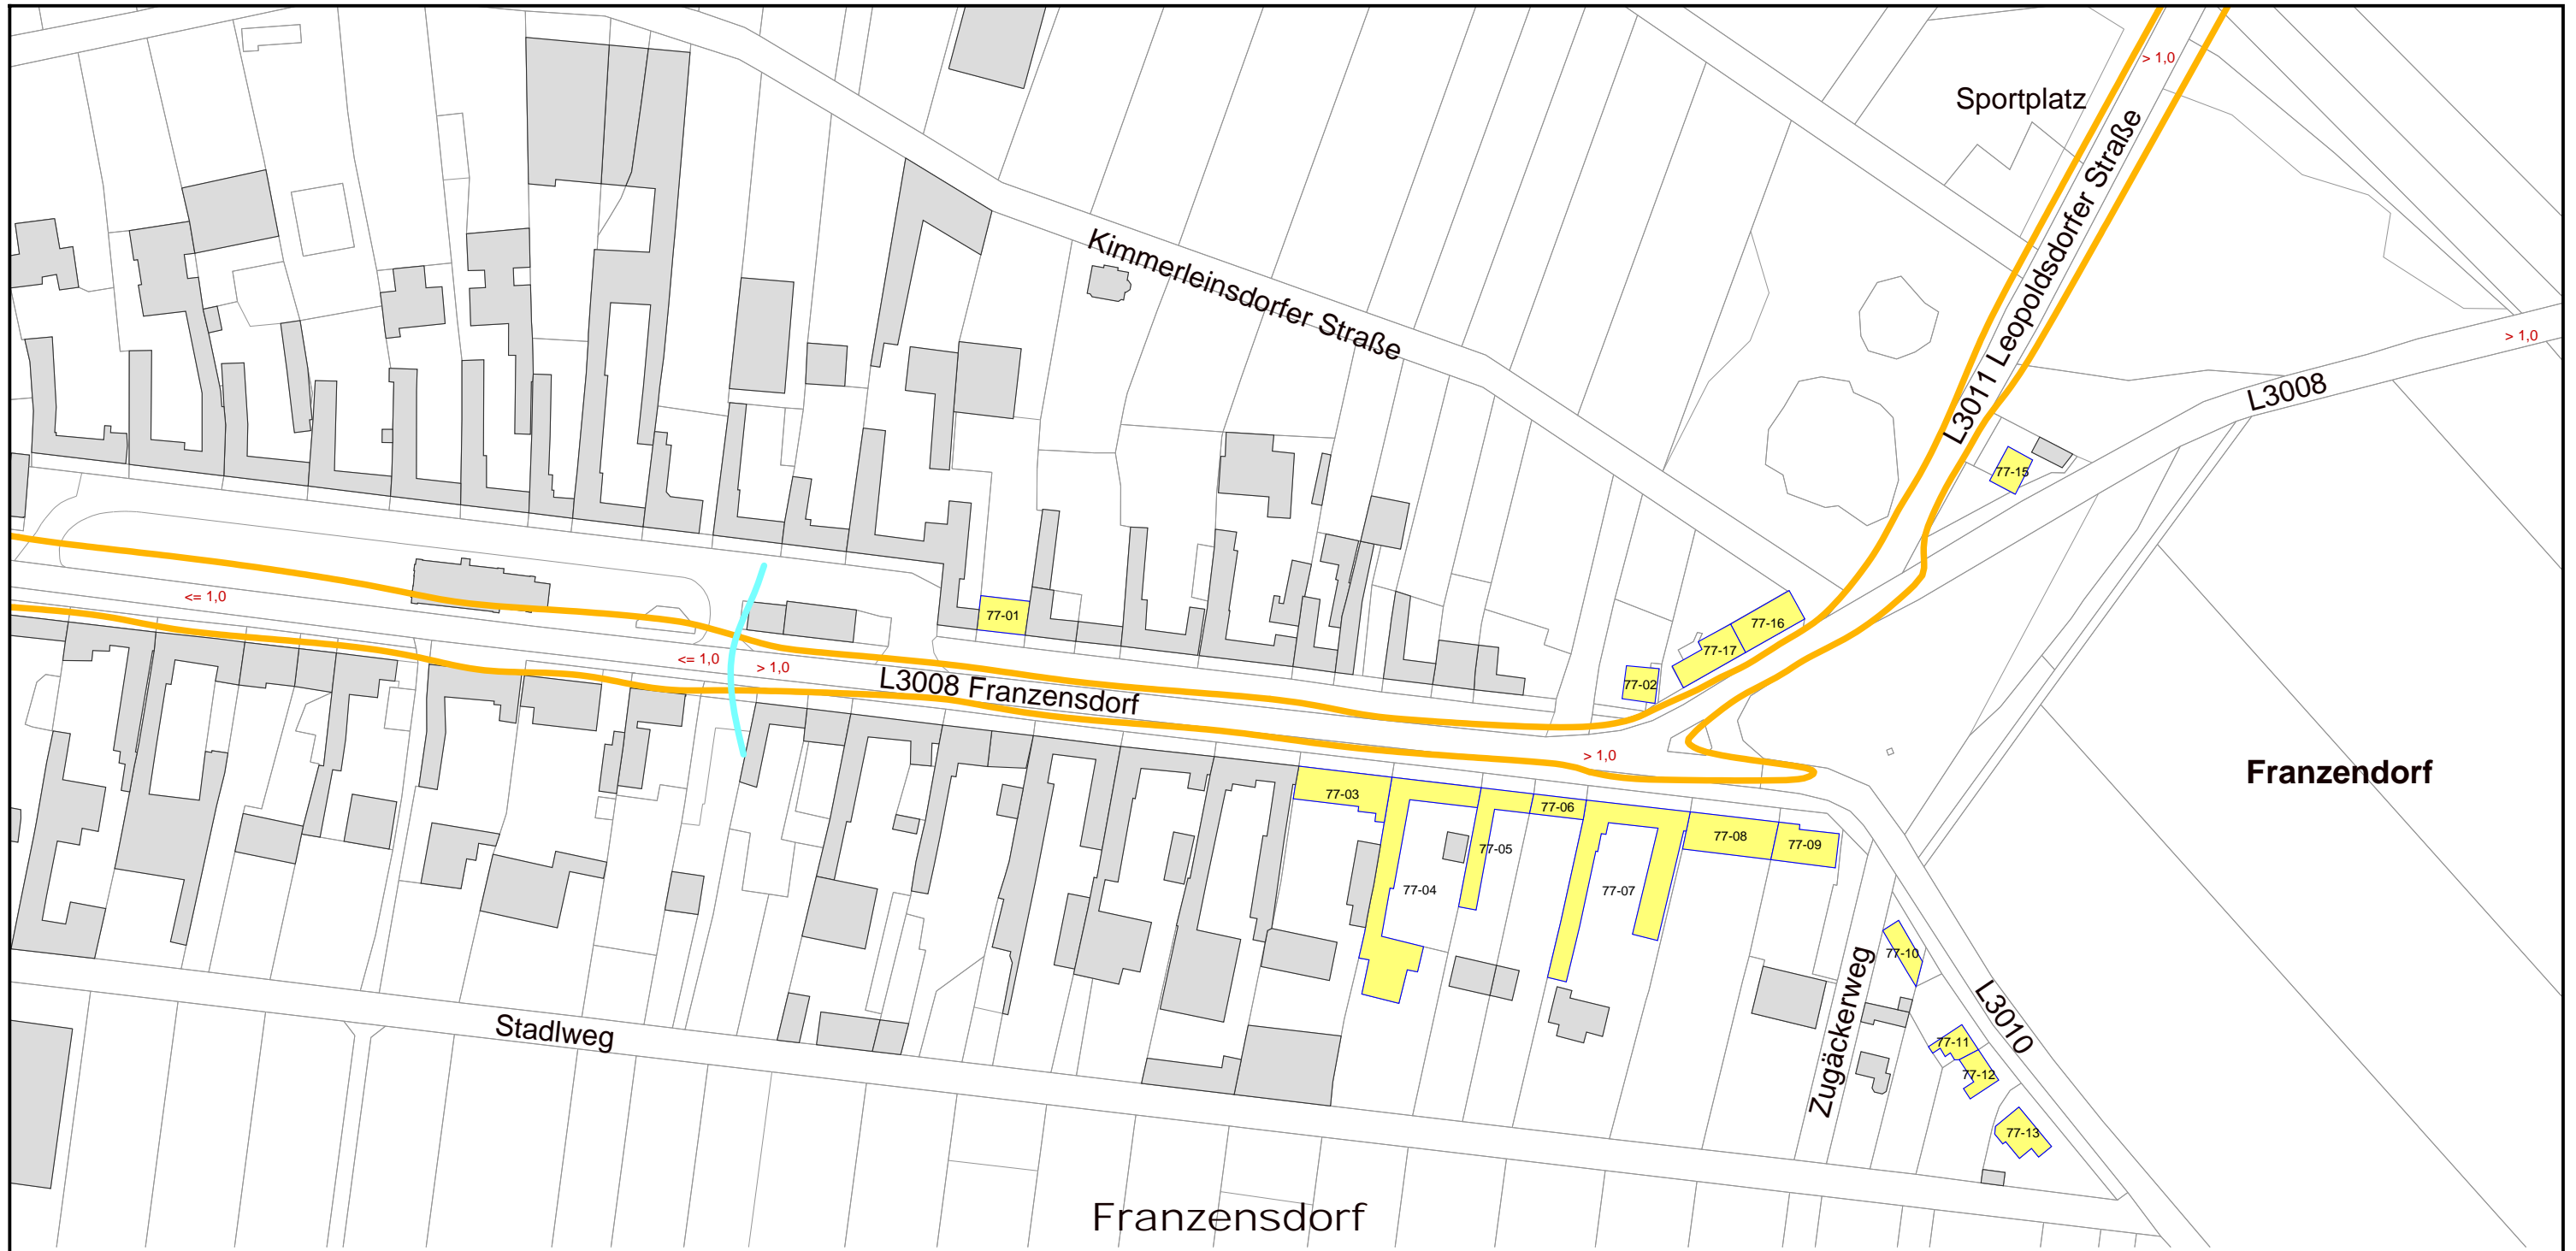 > 1,0
Sportplatz
L3011 Leopoldsdorfer Straße
Kimmerleinsdorfer Straße
> 1,0
L3008
77-15
<= 1,0
77-01
77-16
77-17
<= 1,0
> 1,0
77-02
L3008 Franzensdorf
> 1,0
Franzendorf
77-03
77-06
77-08
77-09
77-05
77-04
77-07
77-10
Zugäckerweg
L3010
Stadlweg
77-11
77-12
77-13
Franzensdorf